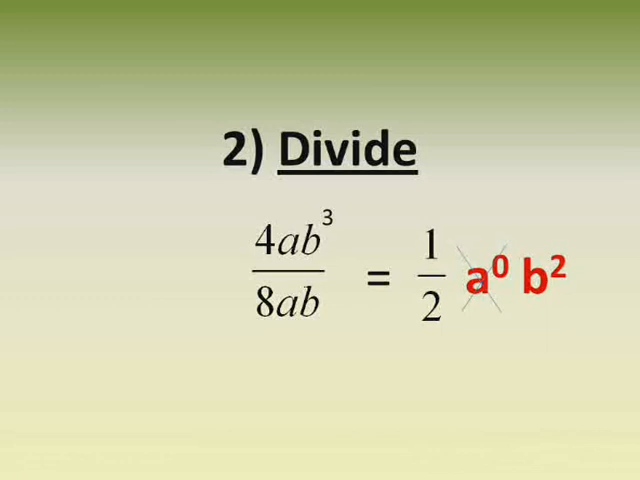 2) Divide
4ab³/8ab = 1/2 a⁰ b²